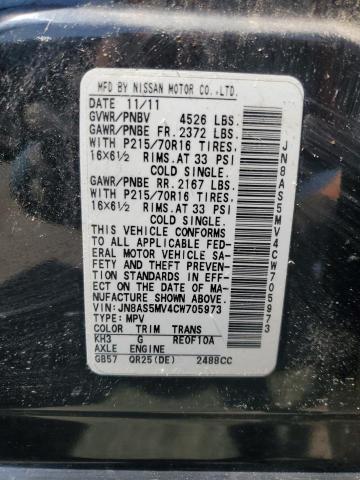 MFD BY NISSAN MOTOR CO.,LTD.
DATE 11/11
GVWR/PNBV 4526 LBS.
GAWR/PNBE FR. 2372 LBS.
WITH P215/70R16 TIRES
16X6½ RIMS.AT 33 PSI
COLD SINGLE.
GAWR/PNBE RR. 2167 LBS.
WITH P215/70R16 TIRES
16X6½ RIMS.AT 33 PSI
COLD SINGLE.
THIS VEHICLE CONFORMS
TO ALL APPLICABLE FED-
ERAL MOTOR VEHICLE SA-
FETY AND THEFT PREVENTION
STANDARDS IN EFF-
ECT ON THE DATE OF MA-
NUFACTURE SHOWN ABOVE.
VIN:JN8AS5MV4CW705973
TYPE: MPV
COLOR TRIM TRANS
KH3 G RE0F10A
AXLE ENGINE
GB57 QR25(DE) 2488CC
JN8AS5MV4CW705973